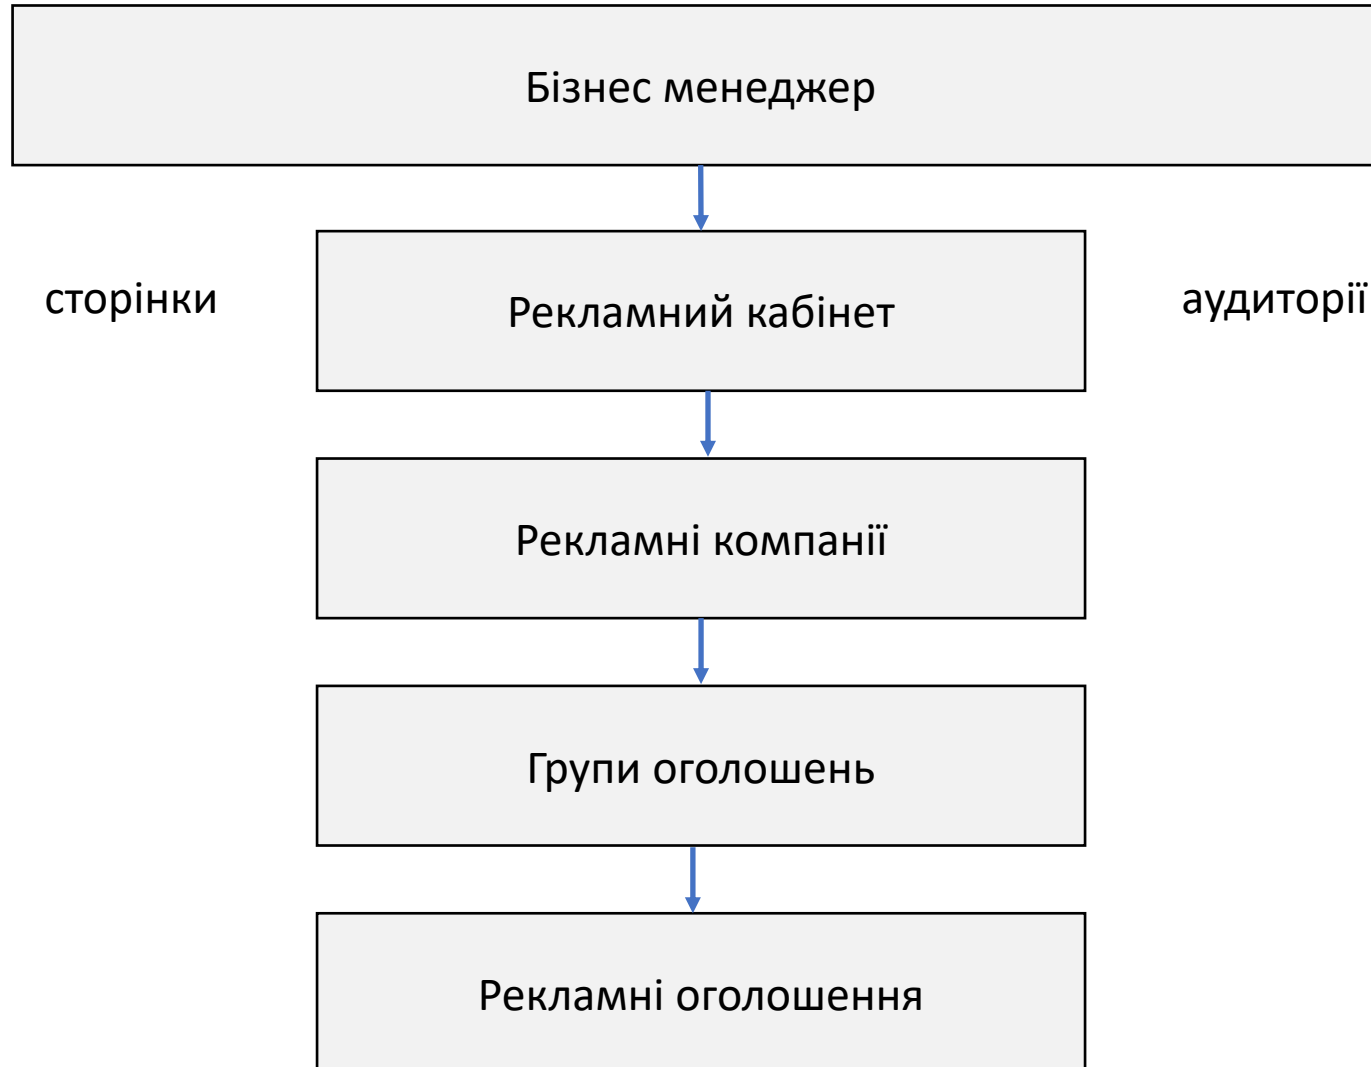 Бізнес менеджер
сторінки
Рекламний кабінет
аудиторії
Рекламні компанії
Групи оголошень
Рекламні оголошення